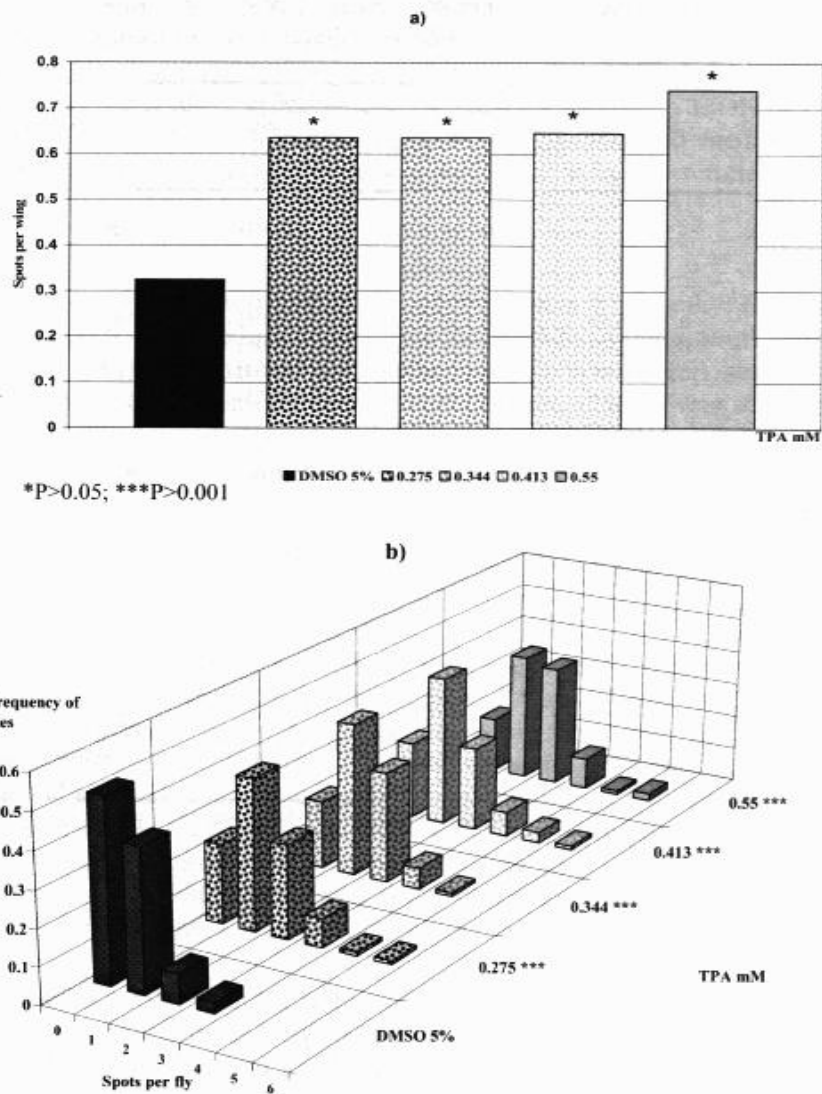 a)
0.8
0.7
0.6
0.5
0.4
0.3
0.2
0.1
0
Spots per wing
* * * *
TPA mM
DMSO 5% 0.275 0.344 0.413 0.55
*P>0.05; ***P>0.001
b)
requency of
es
0.6
0.5
0.4
0.3
0.2
0.1
0
0 1 2 3 4 5 6
Spots per fly
DMSO 5%
0.275 ***
0.344 ***
0.413 ***
0.55 ***
TPA mM